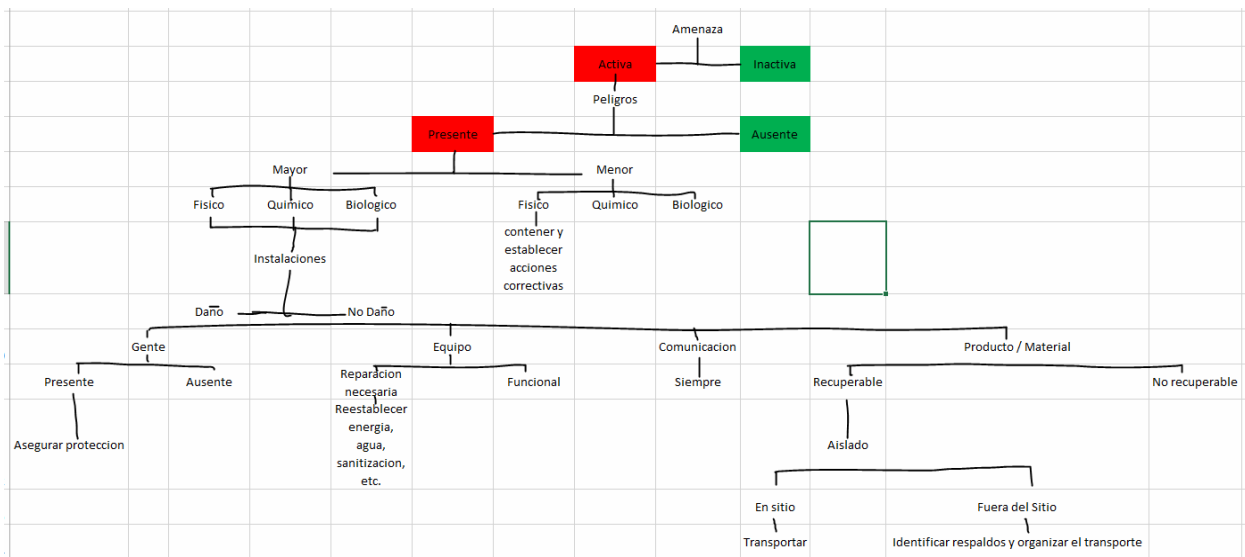 Amenaza
Activa
Inactiva
Peligros
Presente
Ausente
Mayor
Menor
Fisico
Quimico
Biologico
Fisico
Quimico
Biologico
contener y
establecer
acciones
correctivas
Instalaciones
Daño
No Daño
Gente
Equipo
Comunicacion
Producto / Material
Presente
Ausente
Reparacion
necesaria
Funcional
Siempre
Recuperable
No recuperable
Reestablecer
energia,
agua,
sanitizacion,
etc.
Asegurar proteccion
Aislado
En sitio
Fuera del Sitio
Transportar
Identificar respaldos y organizar el transporte